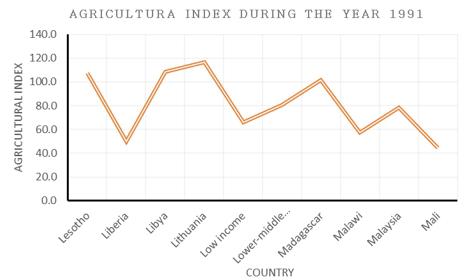 AGRICULTURA INDEX DURING THE YEAR 1991
140.0
120.0
100.0
80.0
60.0
40.0
20.0
0.0
AGRICULTURAL INDEX
Lesotho
Liberia
Libya
Lithuania
Low income
Lower-middle...
Madagascar
Malawi
Malaysia
Mali
COUNTRY